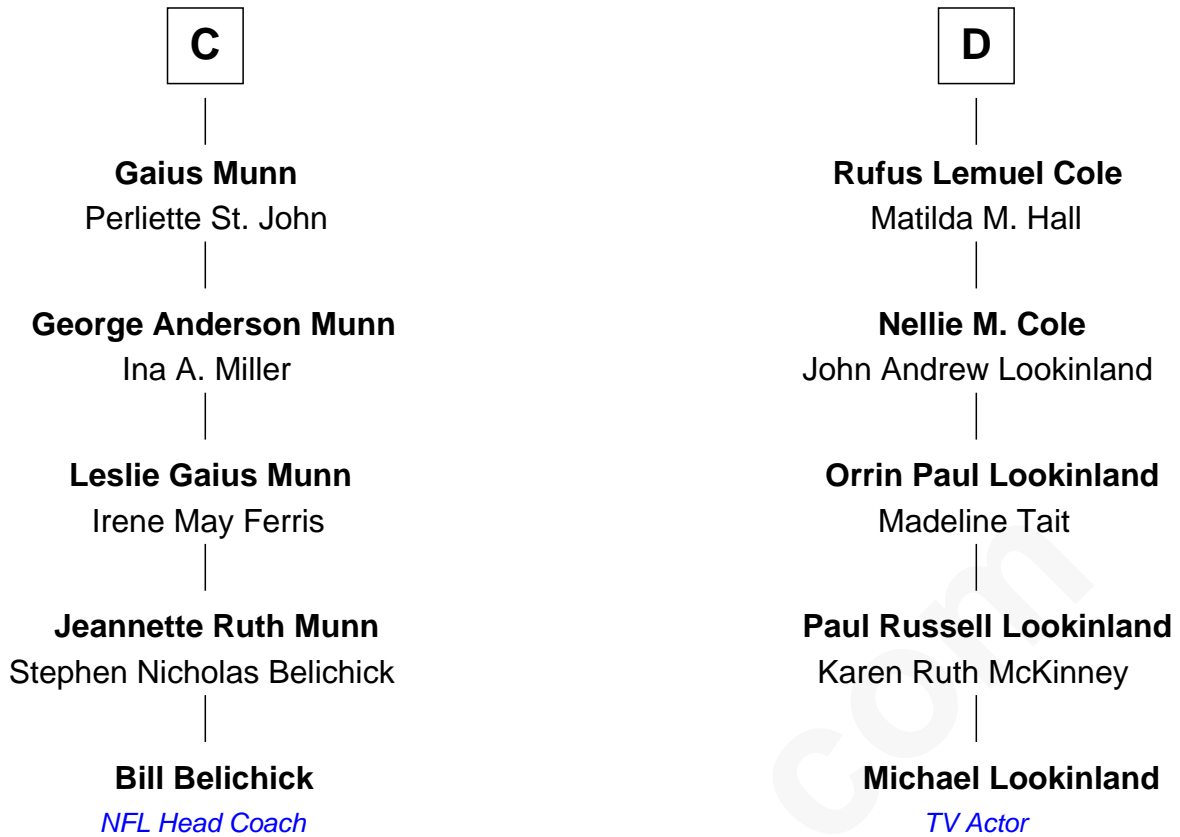 C
Gaius Munn
Perliette St. John
George Anderson Munn
Ina A. Miller
Leslie Gaius Munn
Irene May Ferris
Jeannette Ruth Munn
Stephen Nicholas Belichick
Bill Belichick
NFL Head Coach
D
Rufus Lemuel Cole
Matilda M. Hall
Nellie M. Cole
John Andrew Lookinland
Orrin Paul Lookinland
Madeline Tait
Paul Russell Lookinland
Karen Ruth McKinney
Michael Lookinland
TV Actor
com